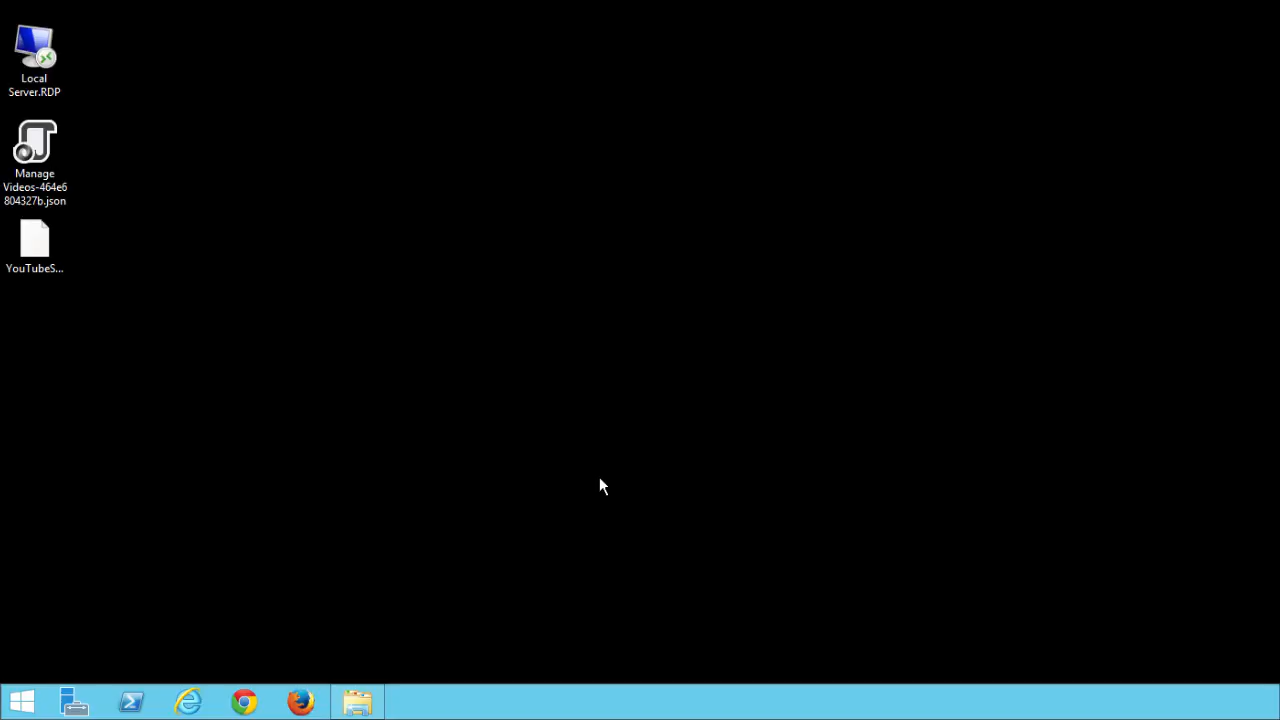 Local
Server.RDP
Manage
Videos-464e6
804327b.json
YouTubeS...